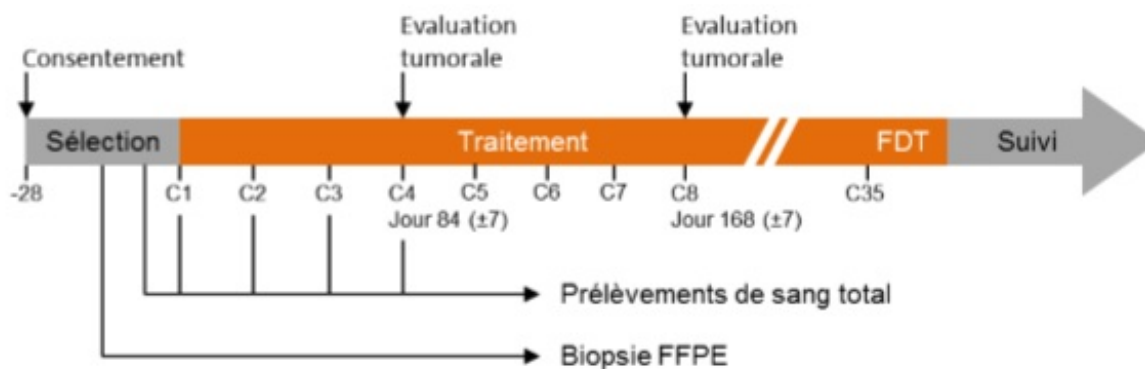 Consentement
Evaluation
tumorale
Evaluation
tumorale
Sélection
Traitement
FDT
Suivi
-28
C1
C2
C3
C4
C5
C6
C7
C8
C35
Jour 84 (±7)
Jour 168 (±7)
Prélèvements de sang total
Biopsie FFPE